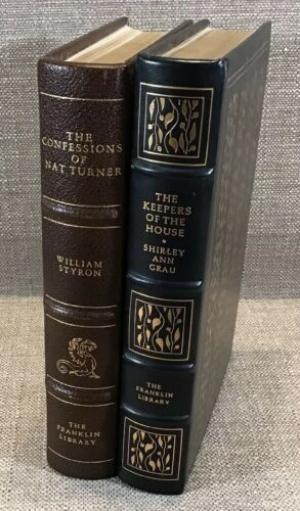 THE
CONFESSIONS
OF
NAT TURNER
WILLIAM
STYRON
THE
FRANKLIN
LIBRARY
THE
KEEPERS
OF THE
HOUSE
SHIRLEY
ANN
GRAU
THE
FRANKLIN
LIBRARY